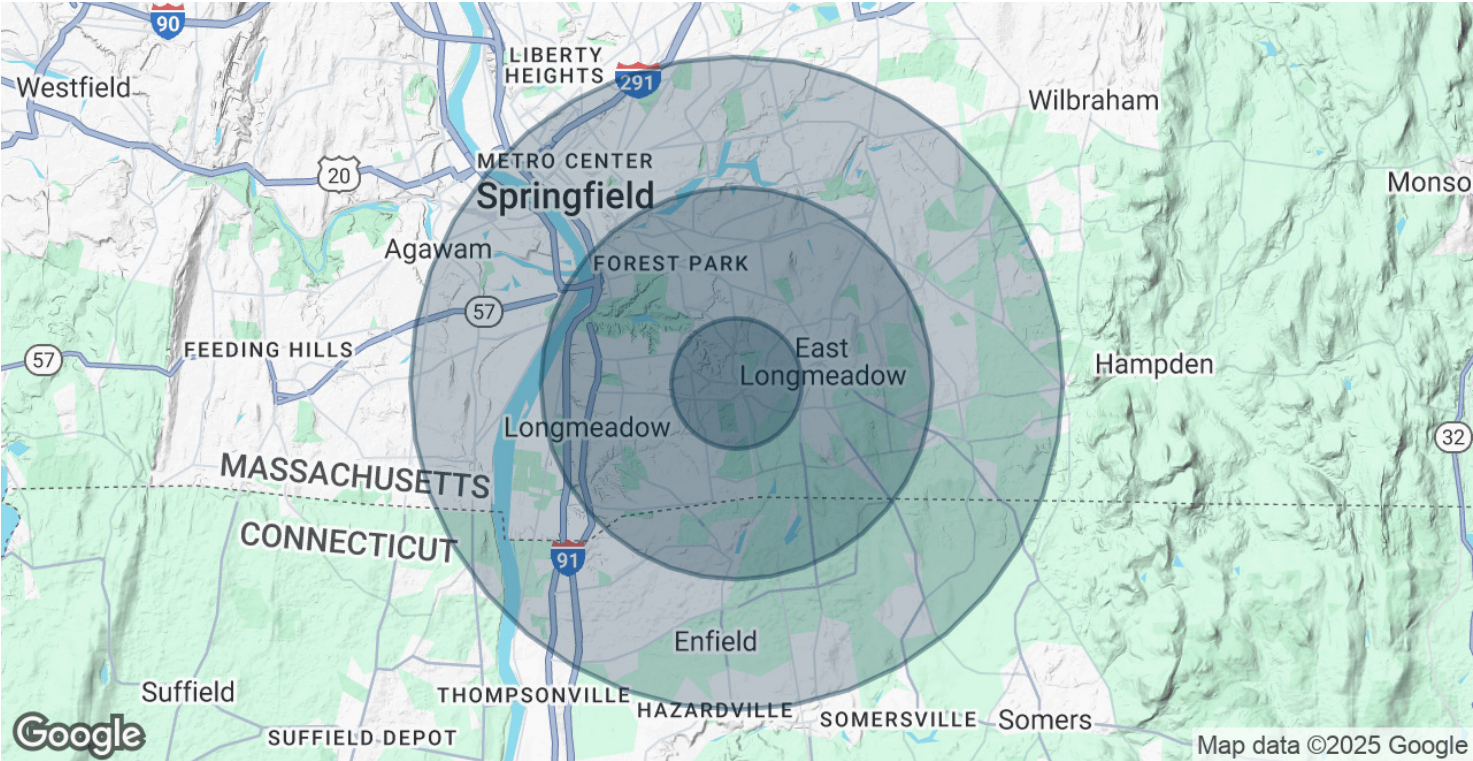 90
LIBERTY
HEIGHTS
291
Westfield
Wilbraham
METRO CENTER
20
Springfield
Monso
Agawam
FOREST PARK
57
East
Longmeadow
FEEDING HILLS
57
Hampden
Longmeadow
32
MASSACHUSETTS
CONNECTICUT
91
Enfield
Suffield
THOMPSONVILLE
HAZARDVILLE
SOMERSVILLE
Somers
SUFFIELD DEPOT
Google
Map data ©2025 Google